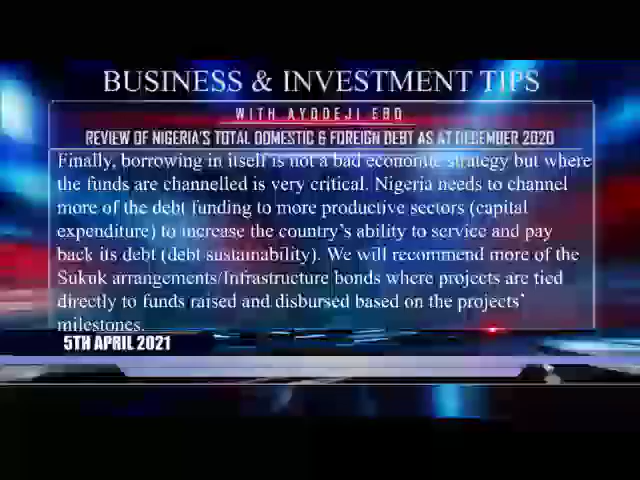 BUSINESS & INVESTMENT TIPS
WITH AYODEJI EBO
REVIEW OF NIGERIA'S TOTAL DOMESTIC & FOREIGN DEBT AS AT DECEMBER 2020
Finally, borrowing in itself is not a bad economic strategy but where
the funds are channelled is very critical. Nigeria needs to channel
more of the debt funding to more productive sectors (capital
expenditure) to increase the country's ability to service and pay
back its debt (debt sustainability). We will recommend more of the
Sukuk arrangements/Infrastructure bonds where projects are tied
directly to funds raised and disbursed based on the projects'
milestones.
5TH APRIL 2021